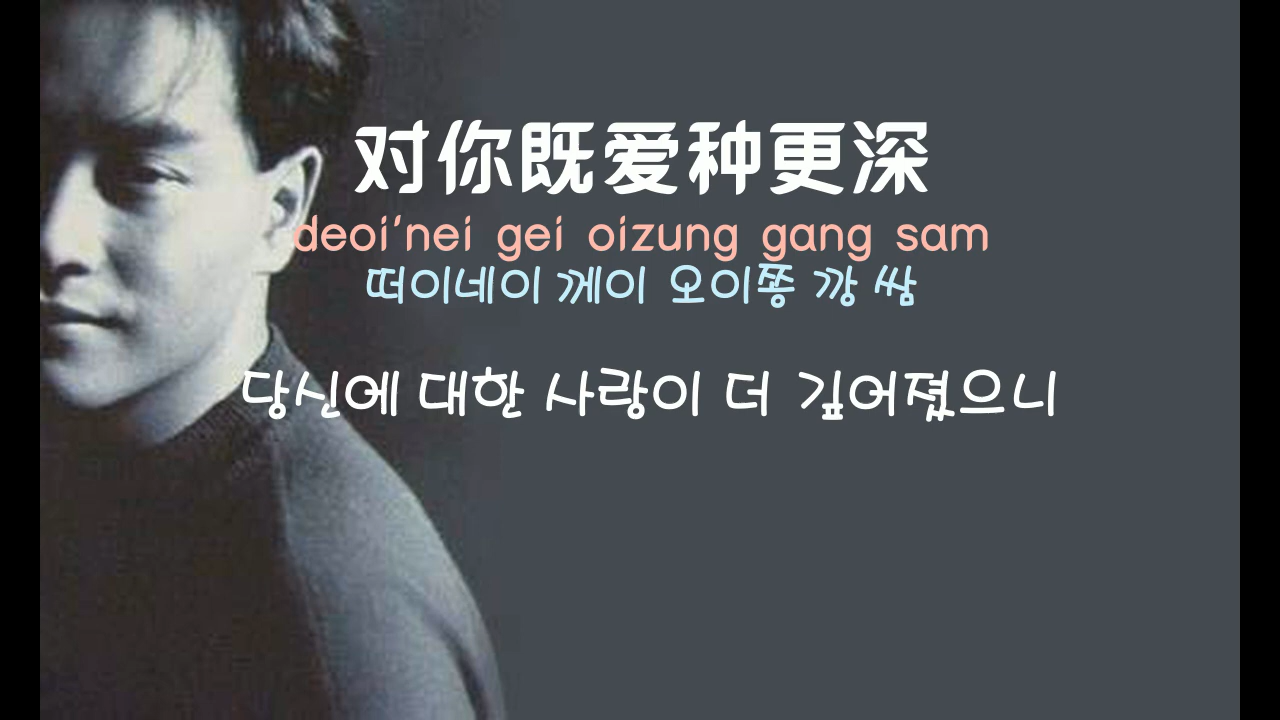 对你既爱种更深
deoi'nei gei oizung gang sam
떠이네이 께이 오이쫑 깡 쌈
당신에 대한 사랑이 더 깊어졌으니